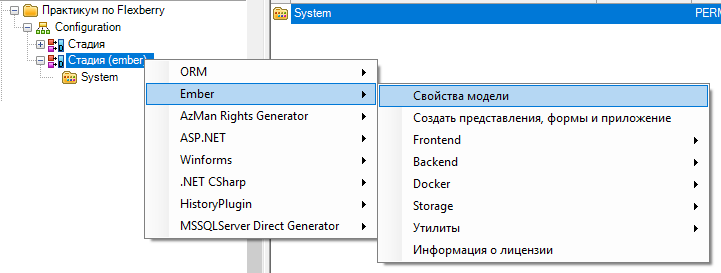 Практикум по Flexberry
Configuration
Стадия
Стадия (ember)
System
System
PERM
ORM
Ember
AzMan Rights Generator
ASP.NET
Winforms
.NET CSharp
HistoryPlugin
MSSQLServer Direct Generator
Свойства модели
Создать представления, формы и приложение
Frontend
Backend
Docker
Storage
Утилиты
Информация о лицензии